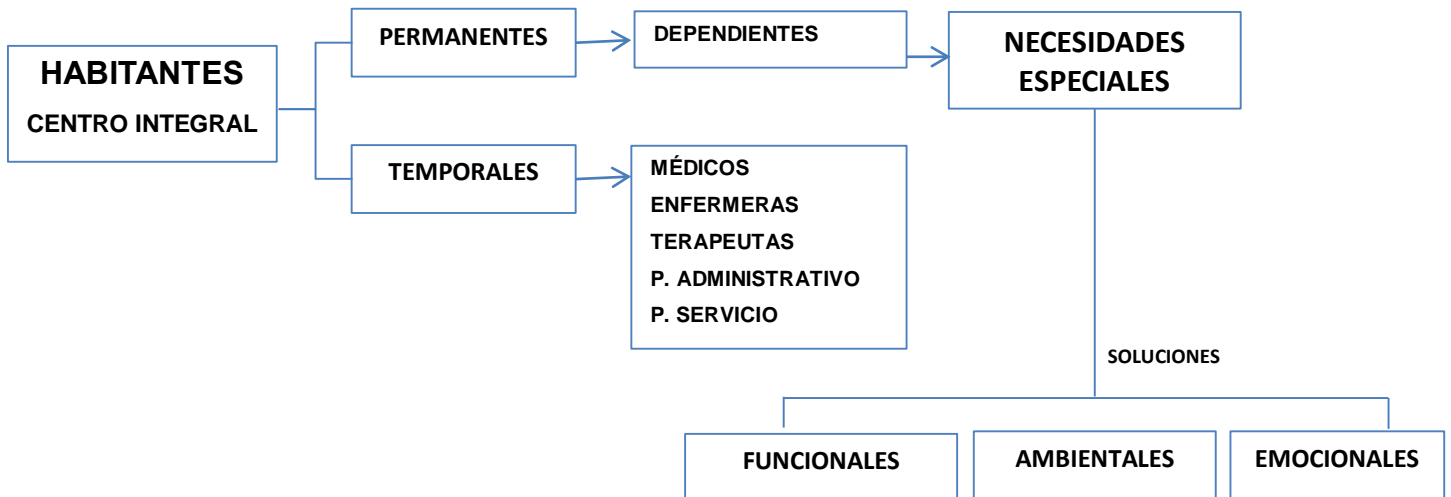 HABITANTES
CENTRO INTEGRAL
PERMANENTES
DEPENDIENTES
NECESIDADES
ESPECIALES
TEMPORALES
MÉDICOS
ENFERMERAS
TERAPEUTAS
P. ADMINISTRATIVO
P. SERVICIO
SOLUCIONES
FUNCIONALES
AMBIENTALES
EMOCIONALES